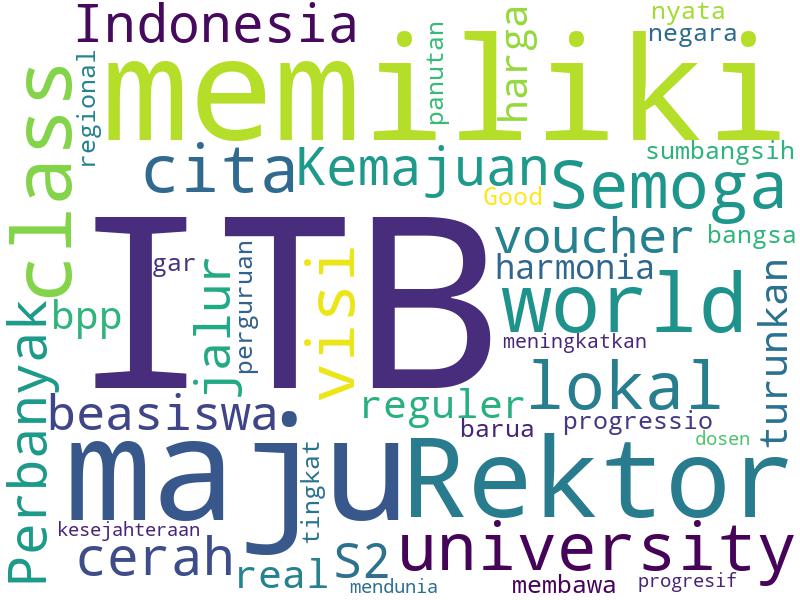 Indonesia
nyata
negara
memiliki
panutan
harga
regional
class
cita
Kemajuan
sumbangsih
Semoga
Good
ITB
gar
jalur
perguruan
visi
voucher
bangsa
harmonia
world
turunkan
bpp
meningkatkan
Perbanyak
lokal
beasiswa
reguler
barua
progressio
dosen
maju
Rektor
tingkat
kesejahteraan
cerah
real
S2
university
mendunia
membawa
progresif